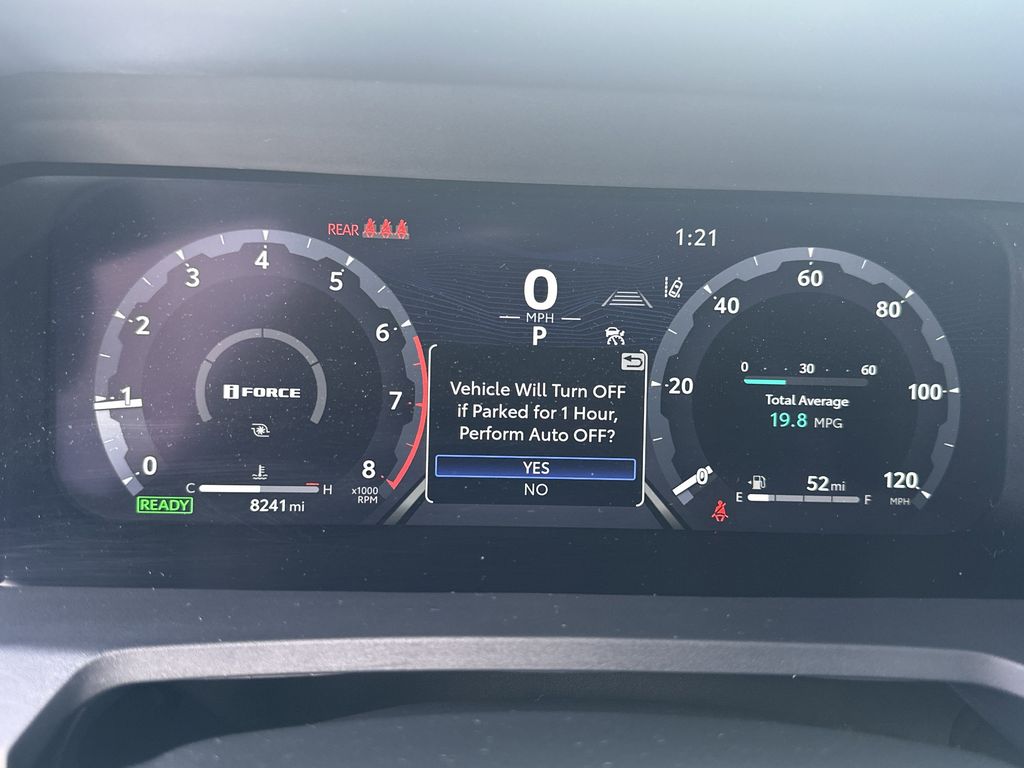 REAR
1:21
0
MPH
P
0
1
2
3
4
5
6
7
8
x1000
RPM
i FORCE
C
H
READY
8241 mi
Vehicle Will Turn OFF
if Parked for 1 Hour,
Perform Auto OFF?
YES
NO
0
20
40
60
80
100
120
MPH
0 30 60
Total Average
19.8 MPG
52 mi
E
F